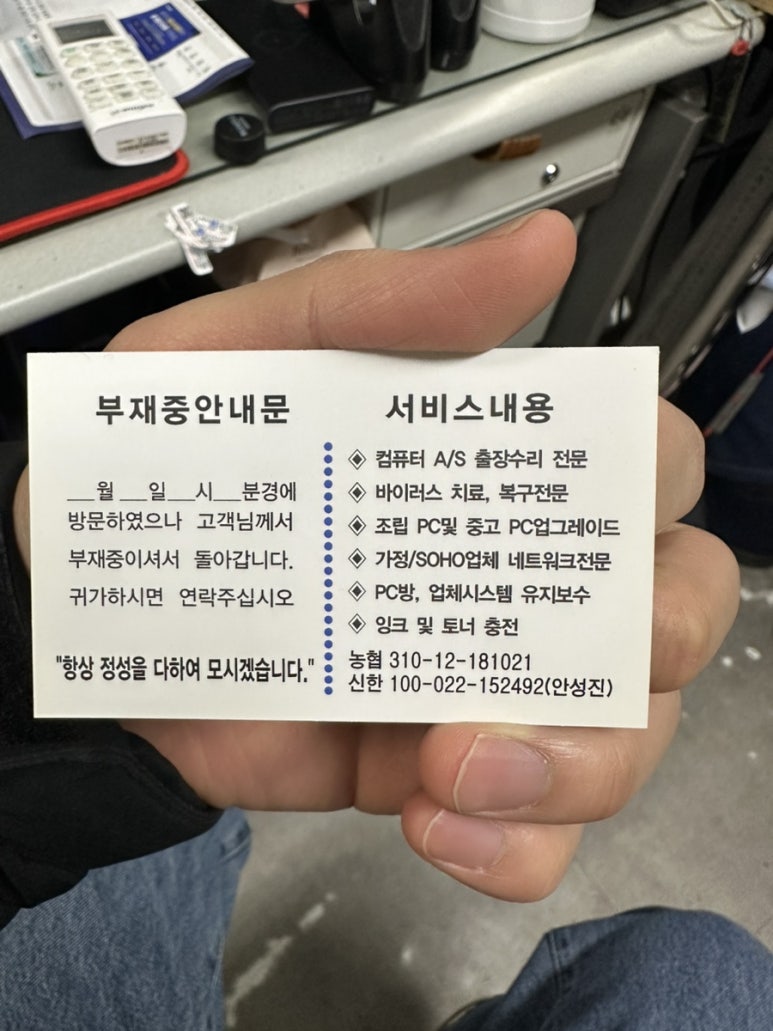 부재중안내문
__월 __일__시__분경에
방문하였으나 고객님께서
부재중이셔서 돌아갑니다.
귀가하시면 연락주십시오
"항상 정성을 다하여 모시겠습니다."
서비스내용
◈ 컴퓨터 A/S 출장수리 전문
◈ 바이러스 치료, 복구전문
◈ 조립 PC및 중고 PC업그레이드
◈ 가정/SOHO업체 네트워크전문
◈ PC방, 업체시스템 유지보수
◈ 잉크 및 토너 충전
농협 310-12-181021
신한 100-022-152492(안성진)